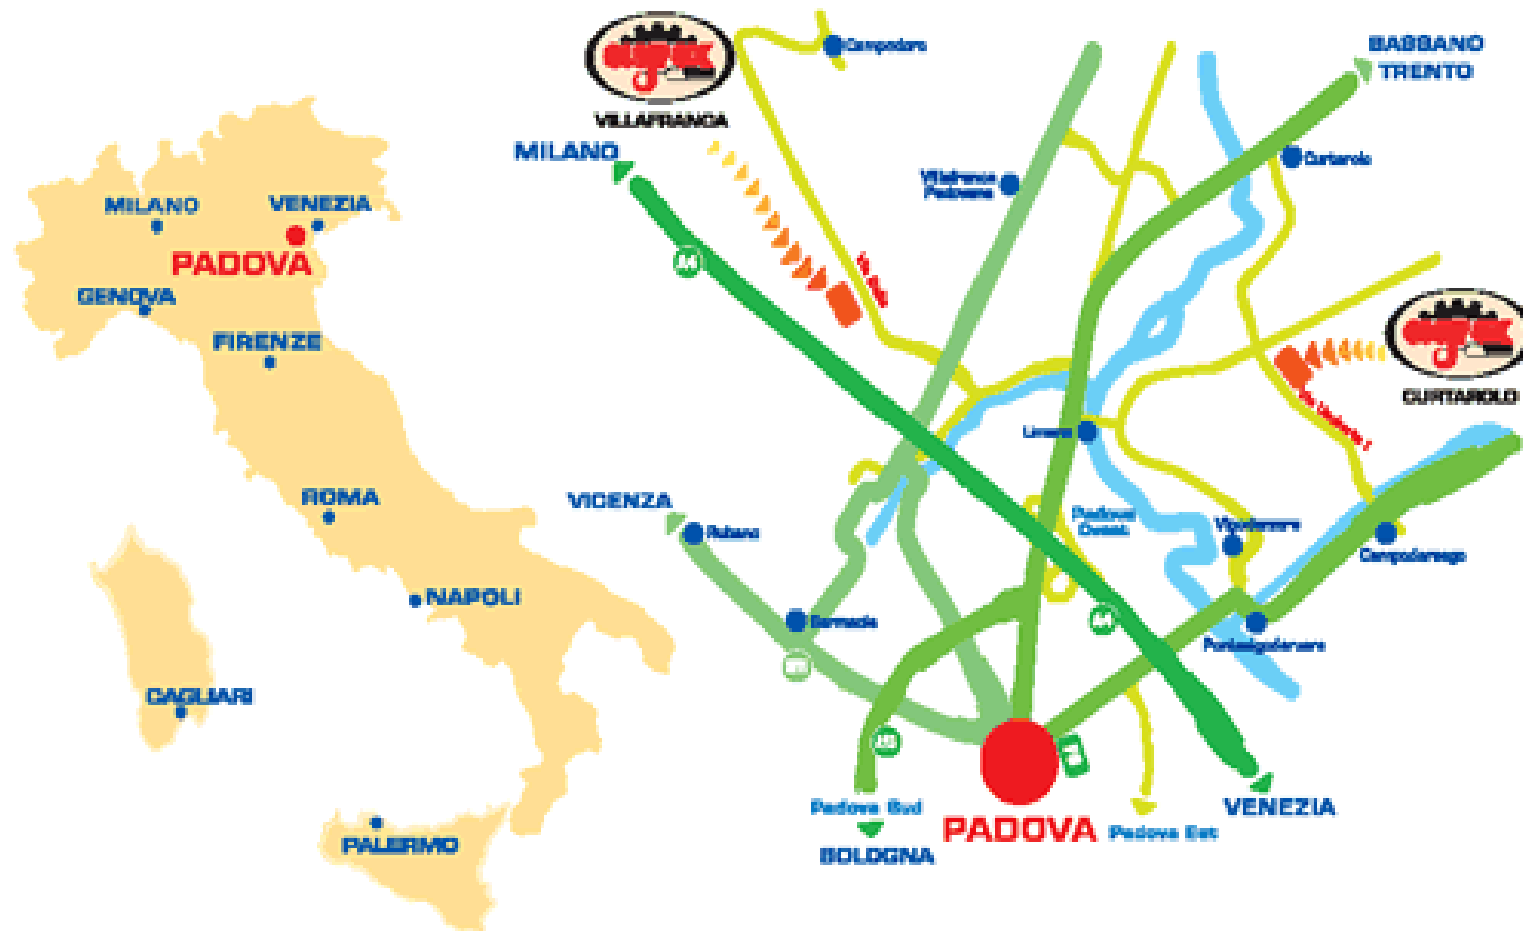 MILANO
VENEZIA
PADOVA
GENOVA
FIRENZE
ROMA
NAPOLI
CAGLIARI
PALERMO
VILLAFRANCA
Campodoro
BASSANO
TRENTO
MILANO
Curtarolo
Villafranca
Padovana
A4
CURTAROLO
Limena
VICENZA
Rubano
Padova
Ovest
Vigodarzere
Campodarsego
Sarmeola
A4
Pontevigodarzere
Padova Sud
BOLOGNA
PADOVA
Padova Est
VENEZIA